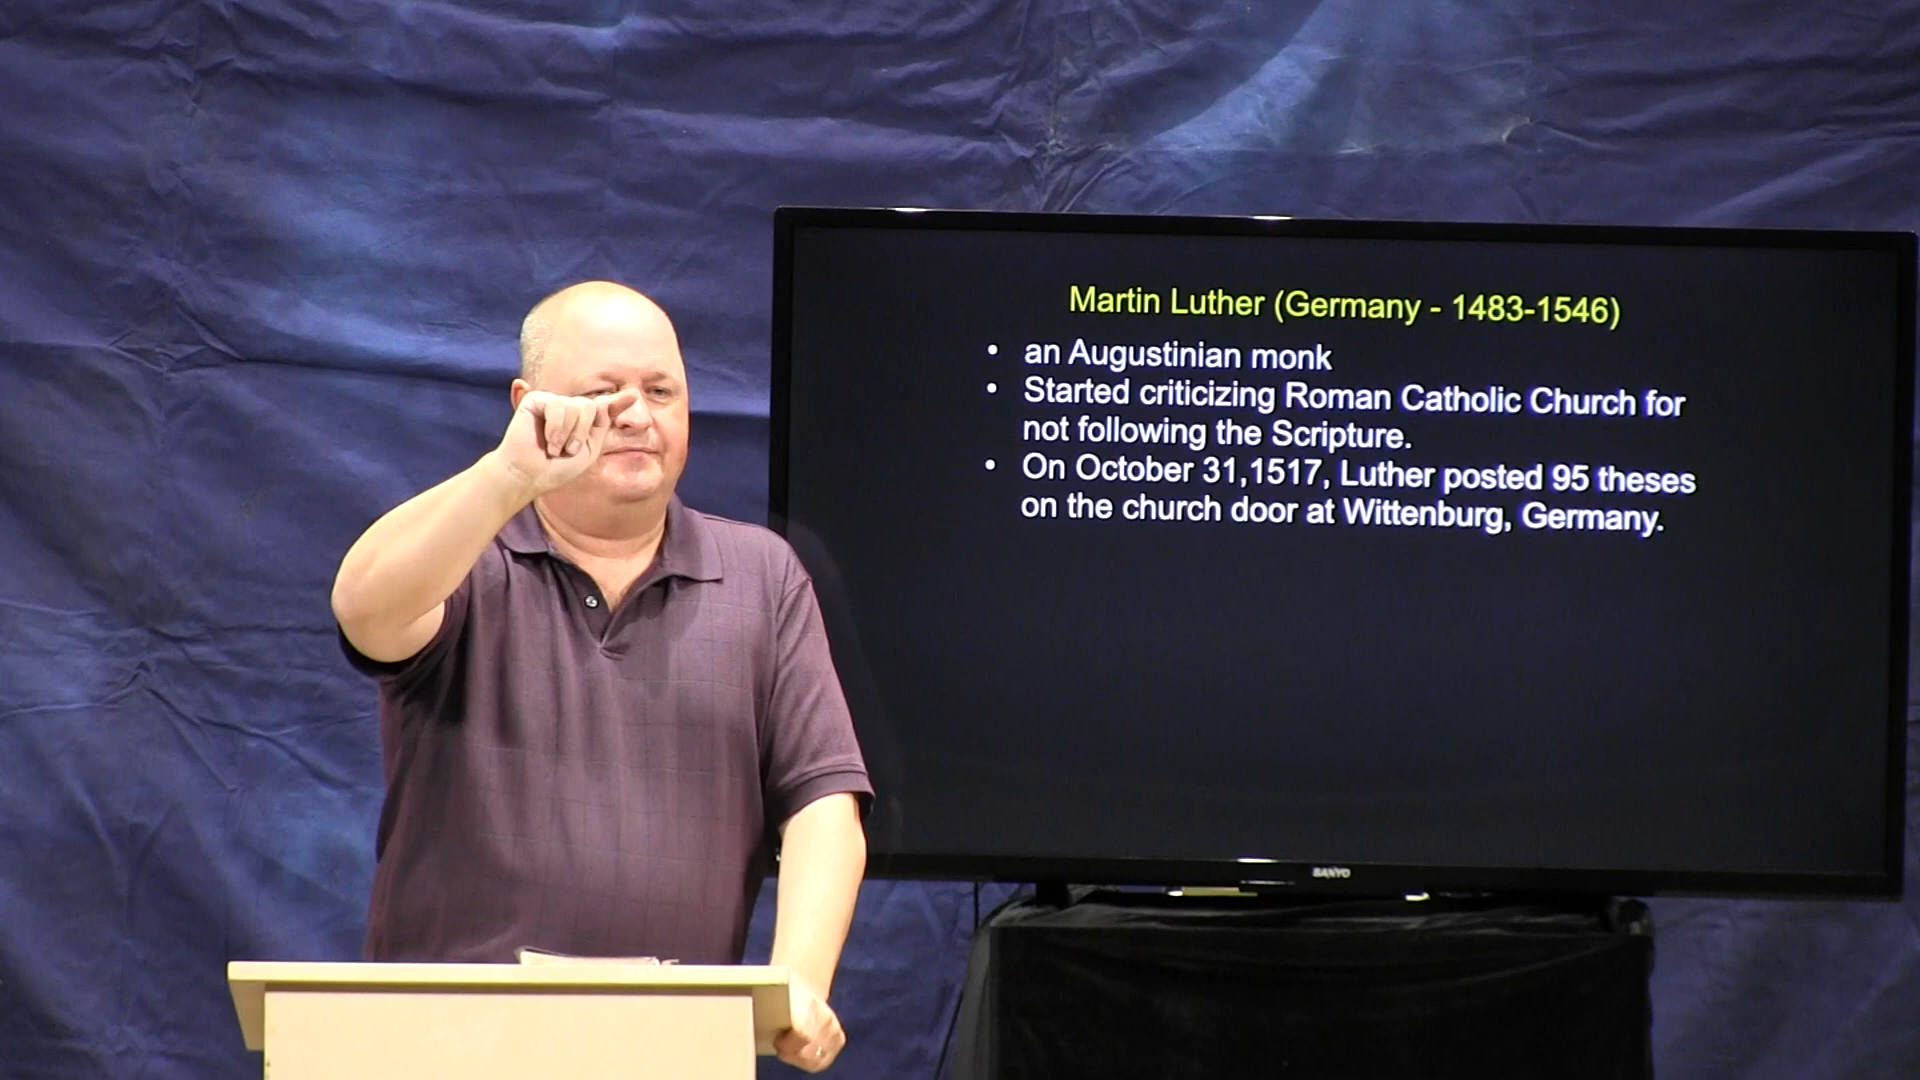 Martin Luther (Germany - 1483-1546)
• an Augustinian monk
• Started criticizing Roman Catholic Church for
not following the Scripture.
• On October 31,1517, Luther posted 95 theses
on the church door at Wittenburg, Germany.
SANYO